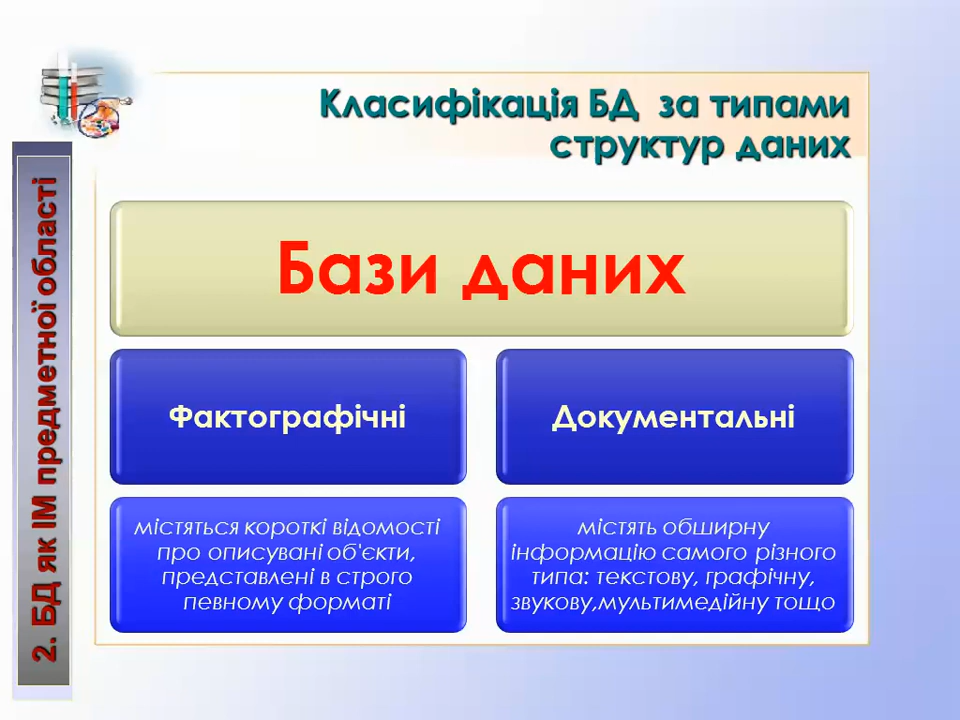 Класифікація БД за типами
структур даних
2. БД як ІМ предметної області
Бази даних
Фактографічні
Документальні
містяться короткі відомості
про описувані об'єкти,
представлені в строго
певному форматі
містять обширну
інформацію самого різного
типа: текстову, графічну,
звукову,мультимедійну тощо